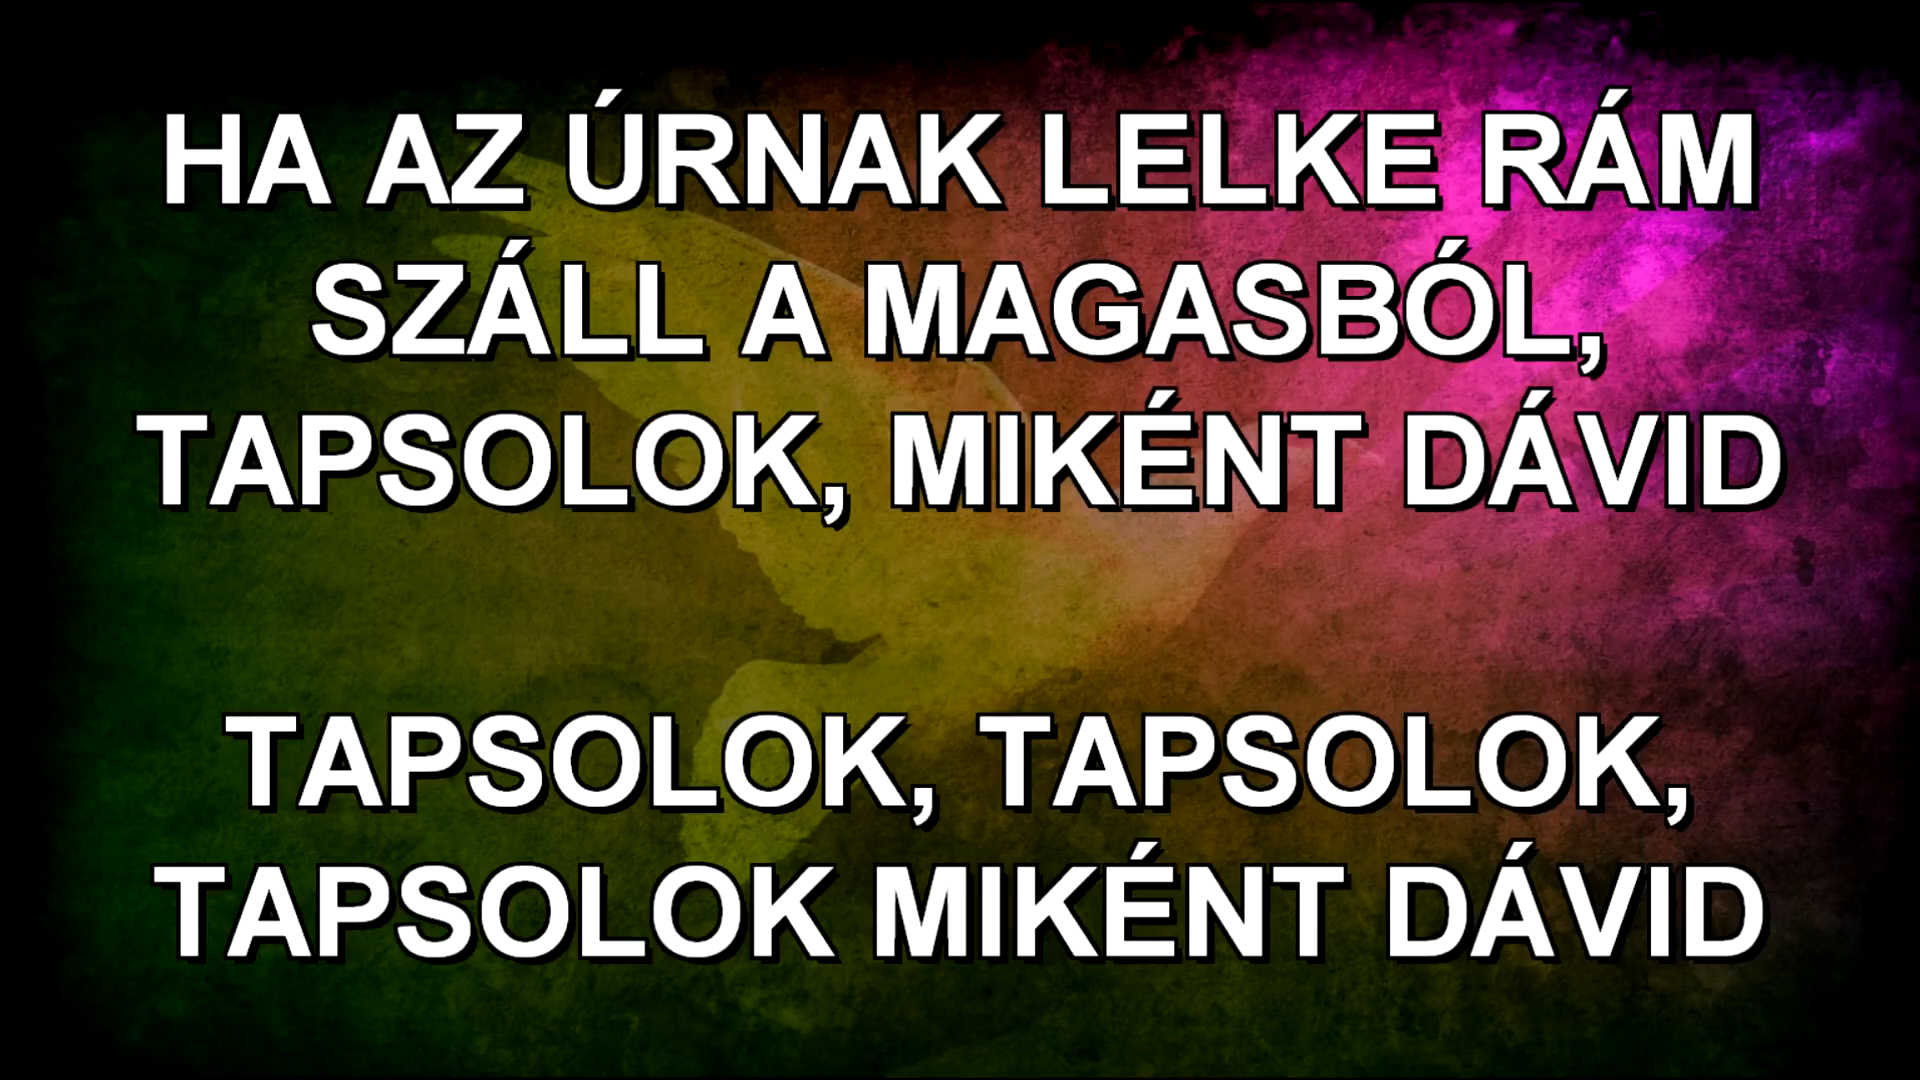 HA AZ ÚRNAK LELKE RÁM
SZÁLL A MAGASBÓL,
TAPSOLOK, MIKÉNT DÁVID
TAPSOLOK, TAPSOLOK,
TAPSOLOK MIKÉNT DÁVID